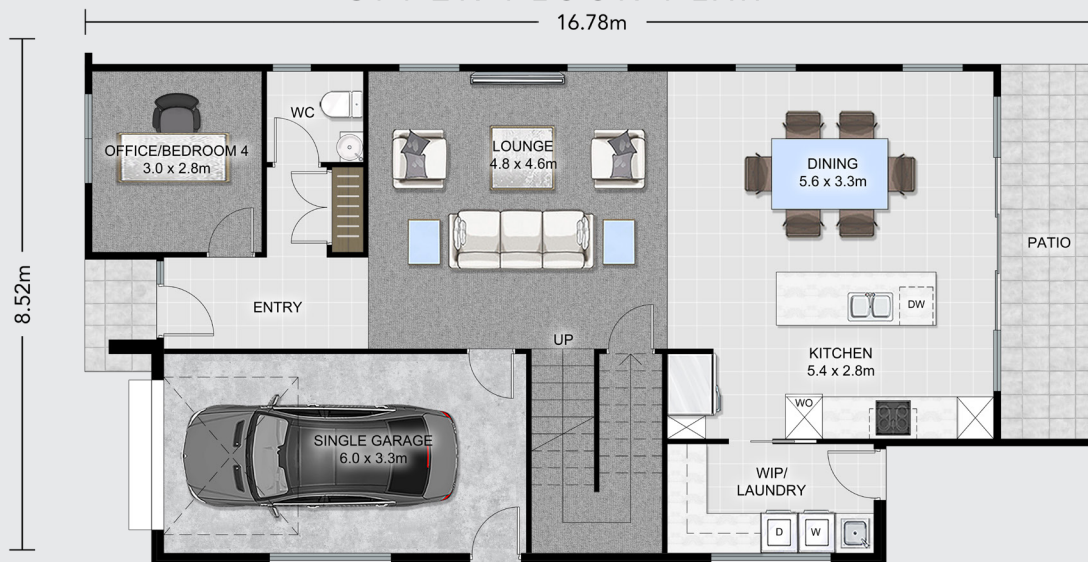 16.78m
8.52m
OFFICE/BEDROOM 4
3.0 x 2.8m
WC
LOUNGE
4.8 x 4.6m
DINING
5.6 x 3.3m
PATIO
ENTRY
DW
UP
KITCHEN
5.4 x 2.8m
WO
SINGLE GARAGE
6.0 x 3.3m
WIP/
LAUNDRY
D
W